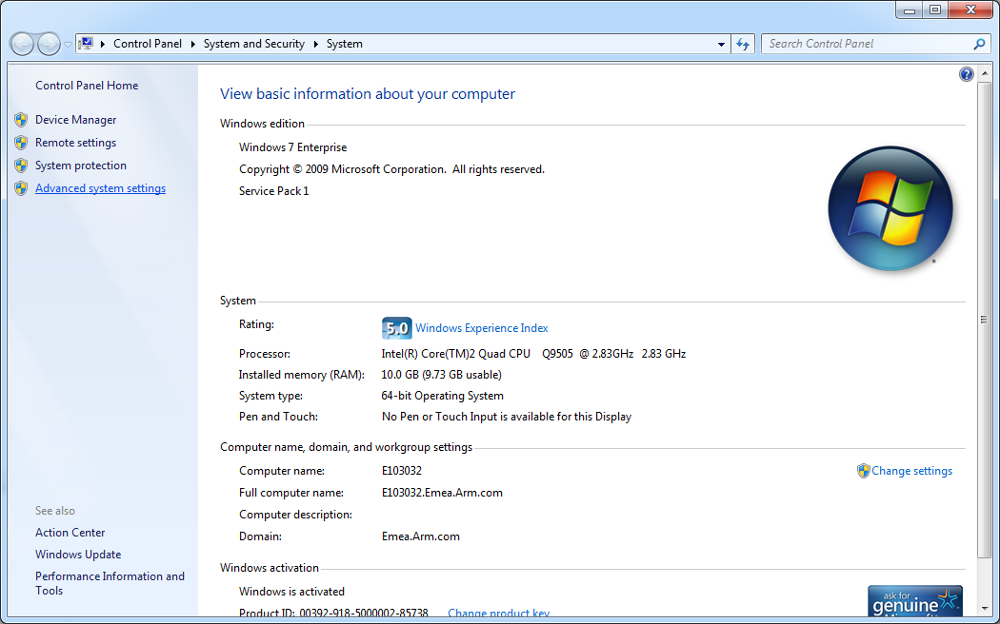 Control Panel ▸ System and Security ▸ System
Search Control Panel
Control Panel Home
Device Manager
Remote settings
System protection
Advanced system settings
See also
Action Center
Windows Update
Performance Information and
Tools
View basic information about your computer
Windows edition
Windows 7 Enterprise
Copyright © 2009 Microsoft Corporation. All rights reserved.
Service Pack 1
System
Rating: 5.0 Windows Experience Index
Processor: Intel(R) Core(TM)2 Quad CPU Q9505 @ 2.83GHz 2.83 GHz
Installed memory (RAM): 10.0 GB (9.73 GB usable)
System type: 64-bit Operating System
Pen and Touch: No Pen or Touch Input is available for this Display
Computer name, domain, and workgroup settings
Computer name: E103032 Change settings
Full computer name: E103032.Emea.Arm.com
Computer description:
Domain: Emea.Arm.com
Windows activation
Windows is activated
Product ID: 00392-918-5000002-85738 Change product key
ask for
genuine